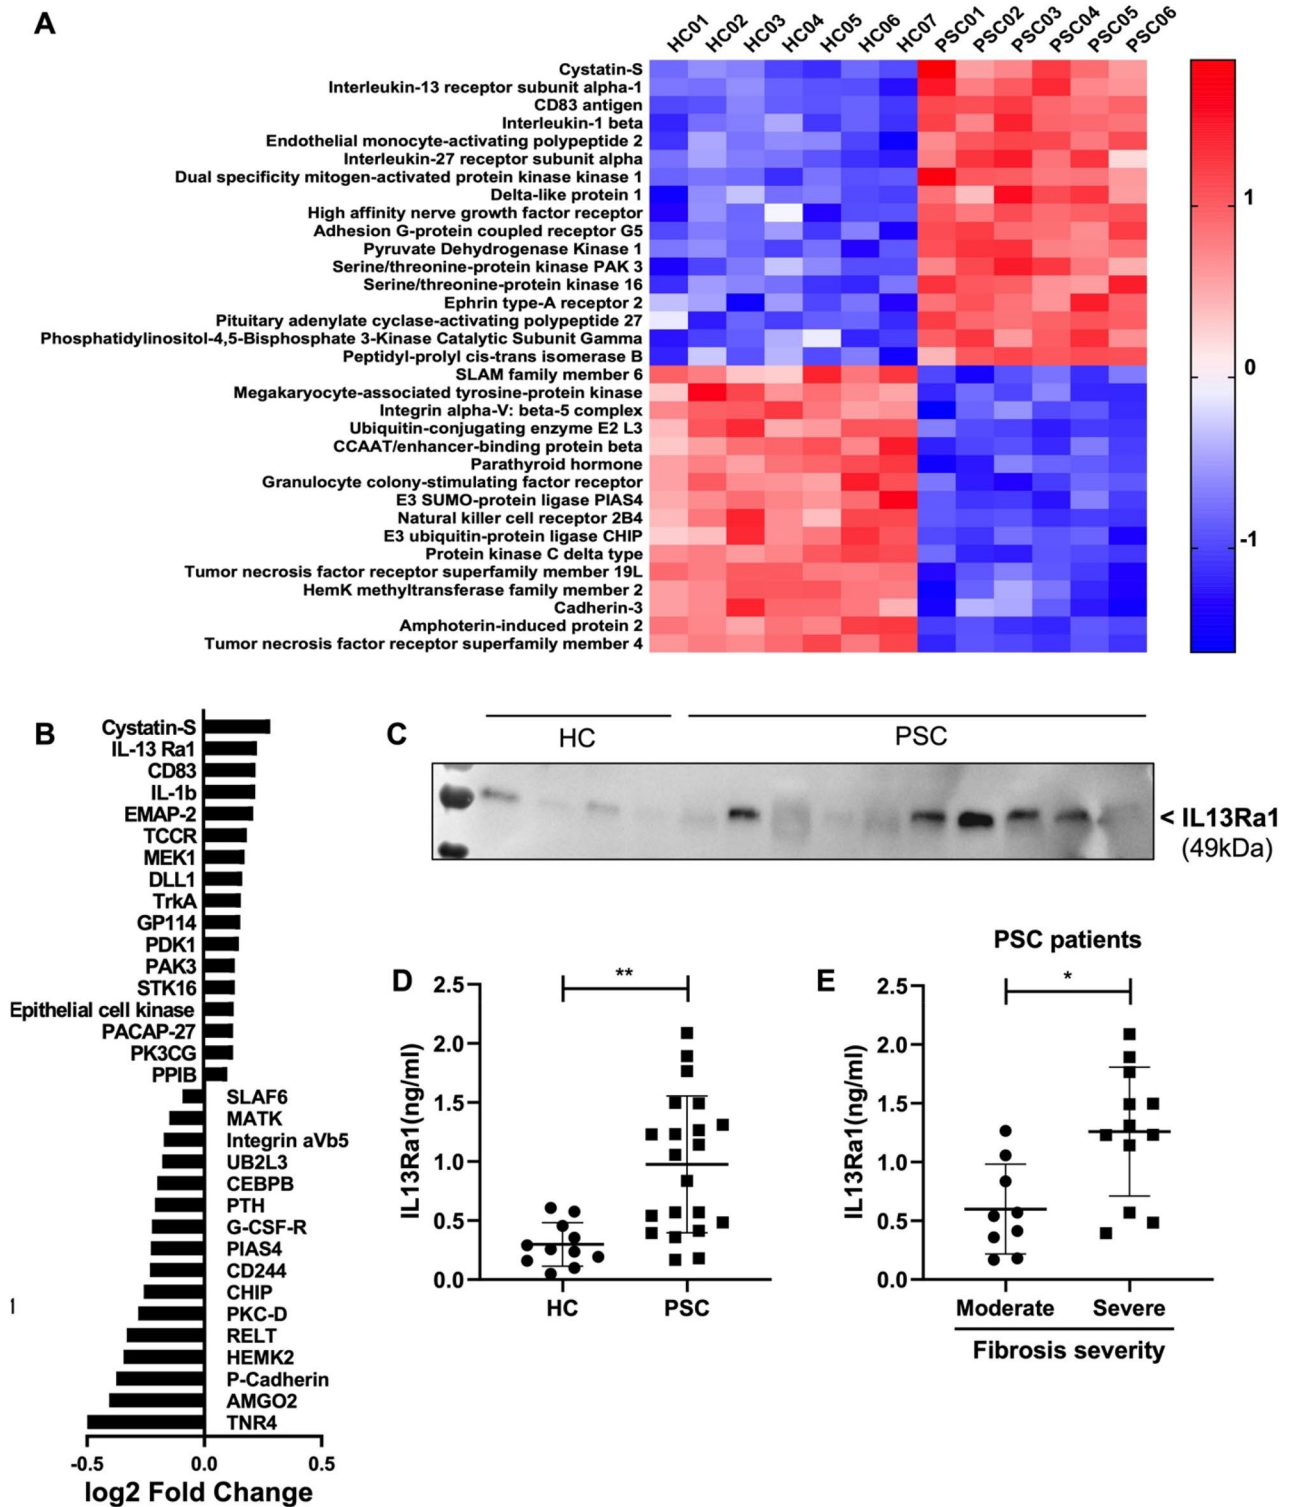 A
HC01 HC02 HC03 HC04 HC05 HC06 HC07 PSC01 PSC02 PSC03 PSC04 PSC05 PSC06
Cystatin-S
Interleukin-13 receptor subunit alpha-1
CD83 antigen
Interleukin-1 beta
Endothelial monocyte-activating polypeptide 2
Interleukin-27 receptor subunit alpha
Dual specificity mitogen-activated protein kinase kinase 1
Delta-like protein 1
High affinity nerve growth factor receptor
Adhesion G-protein coupled receptor G5
Pyruvate Dehydrogenase Kinase 1
Serine/threonine-protein kinase PAK 3
Serine/threonine-protein kinase 16
Ephrin type-A receptor 2
Pituitary adenylate cyclase-activating polypeptide 27
Phosphatidylinositol-4,5-Bisphosphate 3-Kinase Catalytic Subunit Gamma
Peptidyl-prolyl cis-trans isomerase B
SLAM family member 6
Megakaryocyte-associated tyrosine-protein kinase
Integrin alpha-V: beta-5 complex
Ubiquitin-conjugating enzyme E2 L3
CCAAT/enhancer-binding protein beta
Parathyroid hormone
Granulocyte colony-stimulating factor receptor
E3 SUMO-protein ligase PIAS4
Natural killer cell receptor 2B4
E3 ubiquitin-protein ligase CHIP
Protein kinase C delta type
Tumor necrosis factor receptor superfamily member 19L
HemK methyltransferase family member 2
Cadherin-3
Amphoterin-induced protein 2
Tumor necrosis factor receptor superfamily member 4
1
0
-1
B
Cystatin-S
IL-13 Ra1
CD83
IL-1b
EMAP-2
TCCR
MEK1
DLL1
TrkA
GP114
PDK1
PAK3
STK16
Epithelial cell kinase
PACAP-27
PK3CG
PPIB
SLAF6
MATK
Integrin aVb5
UB2L3
CEBPB
PTH
G-CSF-R
PIAS4
CD244
CHIP
PKC-D
RELT
HEMK2
P-Cadherin
AMGO2
TNR4
-0.5 0.0 0.5
log2 Fold Change
1
C
HC PSC
< IL13Ra1
(49kDa)
D
**
IL13Ra1(ng/ml)
2.5
2.0
1.5
1.0
0.5
0.0
HC PSC
E
PSC patients
*
IL13Ra1(ng/ml)
2.5
2.0
1.5
1.0
0.5
0.0
Moderate Severe
Fibrosis severity